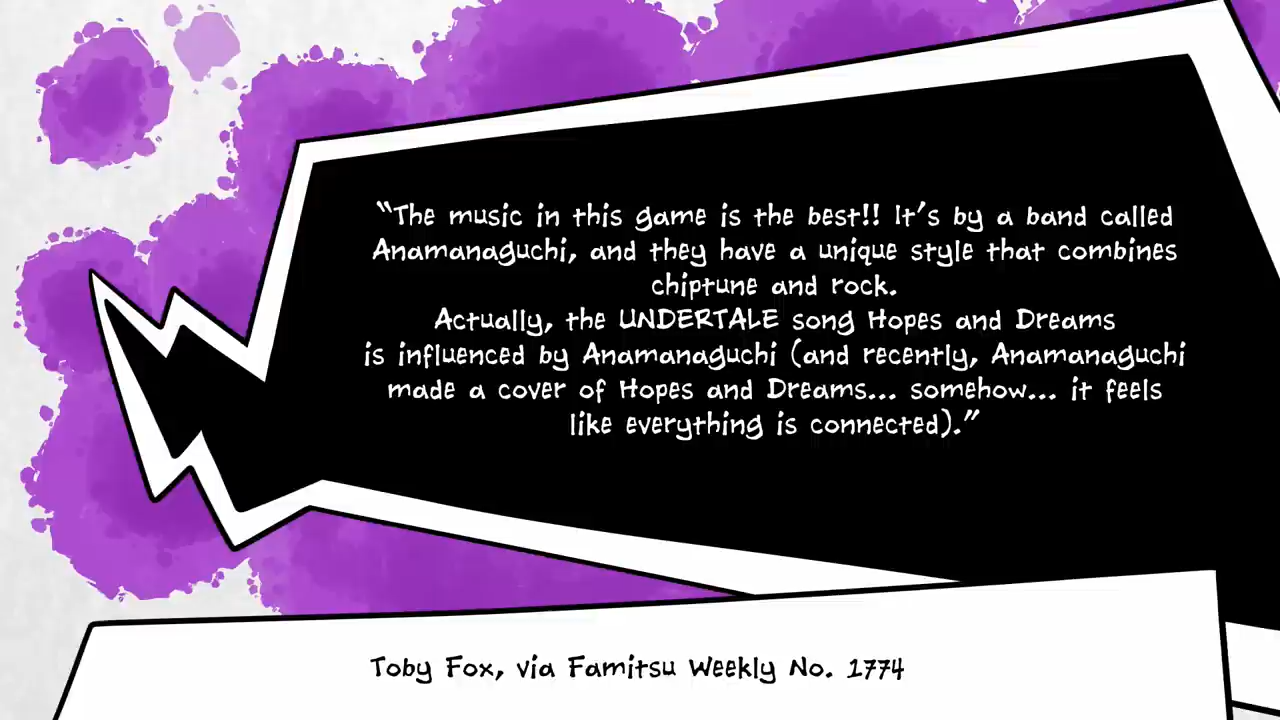 “The music in this game is the best!! It’s by a band called
Anamanaguchi, and they have a unique style that combines
chiptune and rock.
Actually, the UNDERTALE song Hopes and Dreams
is influenced by Anamanaguchi (and recently, Anamanaguchi
made a cover of Hopes and Dreams... somehow... it feels
like everything is connected).”
Toby Fox, via Famitsu Weekly No. 1774